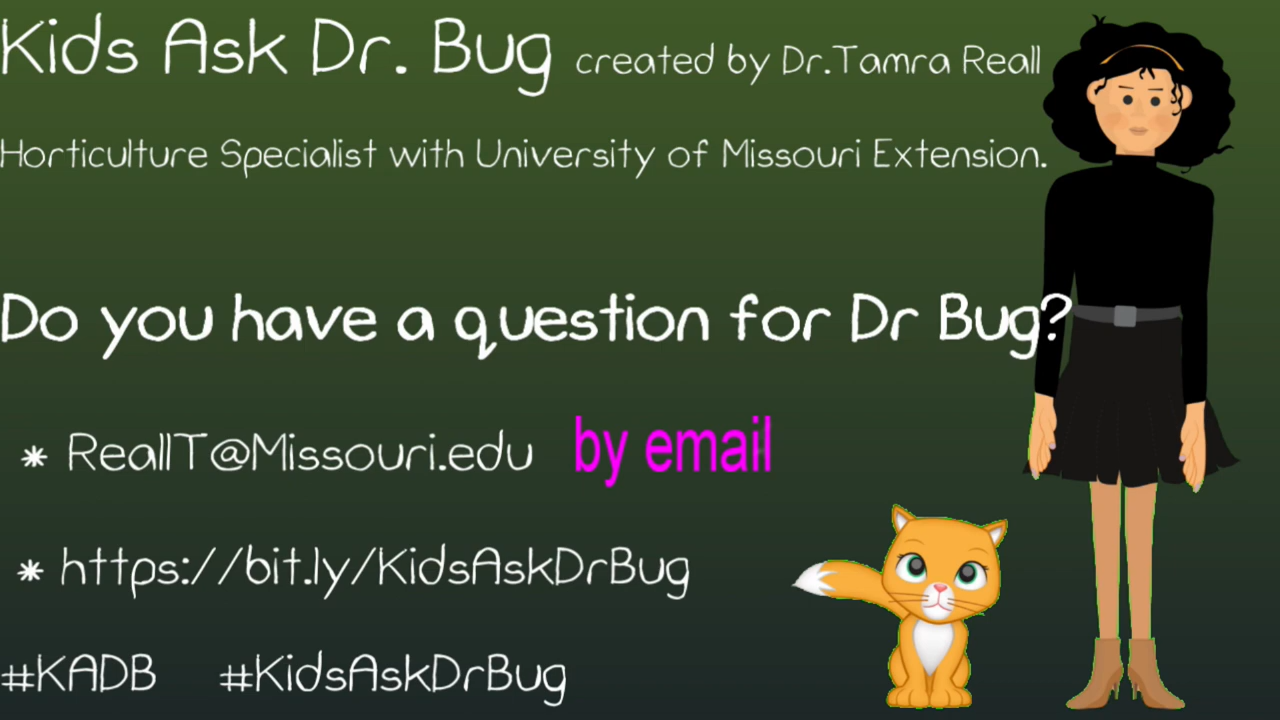 Kids Ask Dr. Bug created by Dr.Tamra Reall
Horticulture Specialist with University of Missouri Extension.
Do you have a question for Dr Bug?
* ReallT@Missouri.edu by email
* https://bit.ly/KidsAskDrBug
#KADB #KidsAskDrBug